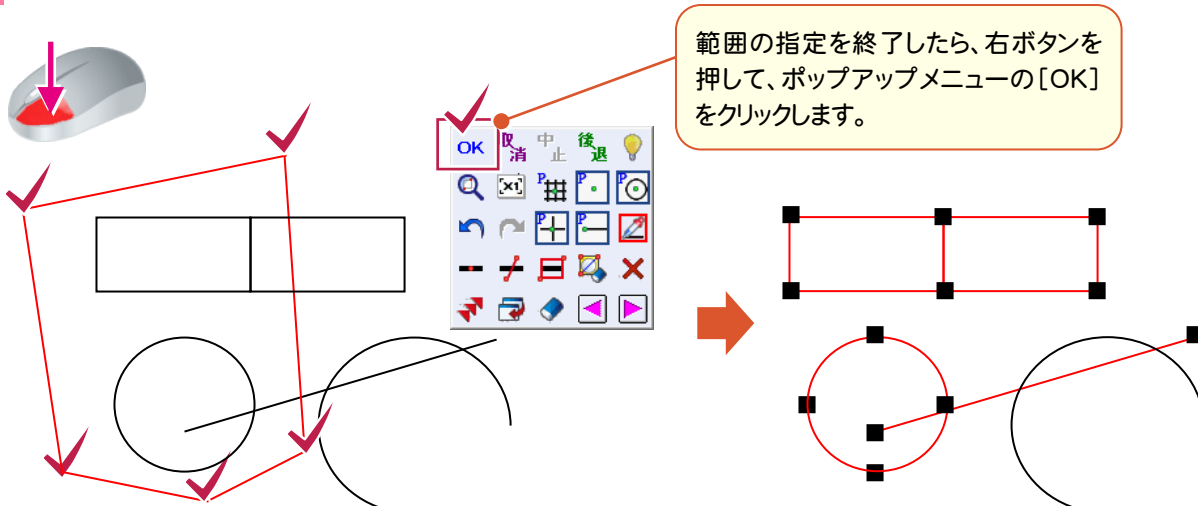 範囲の指定を終了したら、右ボタンを
押して、ポップアップメニューの[OK]
をクリックします。
OK 取消 中止 後退
[×1] P P P
P P